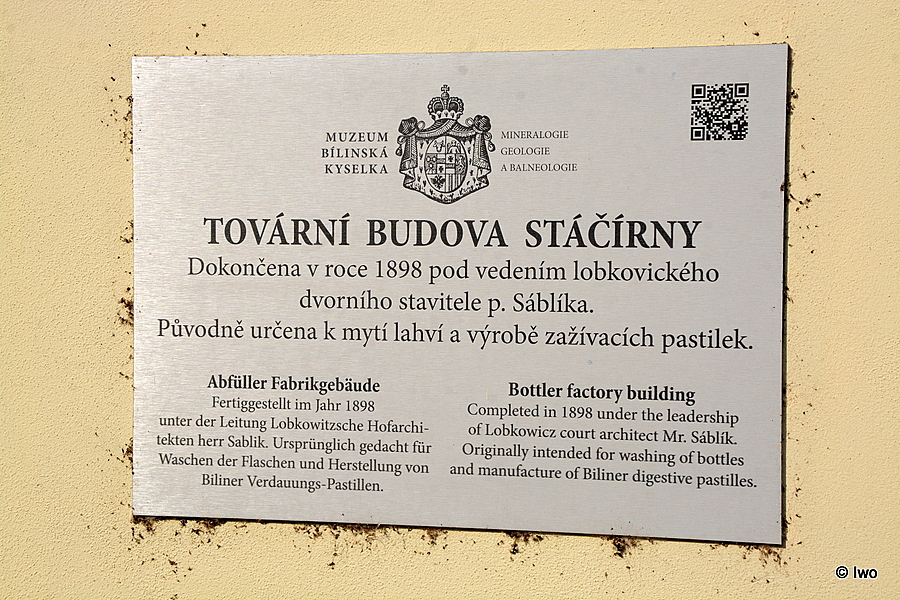 MUZEUM
BÍLINSKÁ
KYSELKA
MINERALOGIE
GEOLOGIE
A BALNEOLOGIE
TOVÁRNÍ BUDOVA STÁČÍRNY
Dokončena v roce 1898 pod vedením lobkovického
dvorního stavitele p. Sáblíka.
Původně určena k mytí lahví a výrobě zažívacích pastilek.
Abfüller Fabrikgebäude
Fertiggestellt im Jahr 1898
unter der Leitung Lobkowitzsche Hofarchi-
tekten herr Sablik. Ursprünglich gedacht für
Waschen der Flaschen und Herstellung von
Biliner Verdauungs-Pastillen.
Bottler factory building
Completed in 1898 under the leadership
of Lobkowicz court architect Mr. Sáblík.
Originally intended for washing of bottles
and manufacture of Biliner digestive pastilles.
© Iwo